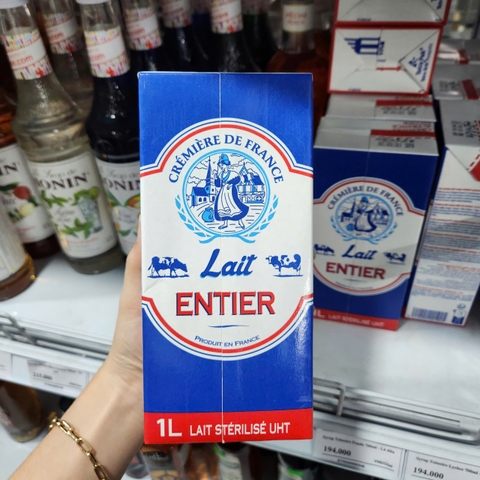 CRÉMIÈRE DE FRANCE
Lait
ENTIER
PRODUIT EN FRANCE
1L LAIT STÉRILISÉ UHT
CRÉMIÈRE DE FRANCE
Lait
ENTIER
1L LAIT STÉRILISÉ UHT
ONIN
ONIN
194.000
194.000